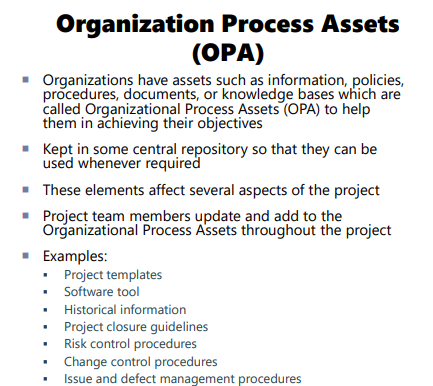 Organization Process Assets
(OPA)
▪ Organizations have assets such as information, policies,
procedures, documents, or knowledge bases which are
called Organizational Process Assets (OPA) to help
them in achieving their objectives
▪ Kept in some central repository so that they can be
used whenever required
▪ These elements affect several aspects of the project
▪ Project team members update and add to the
Organizational Process Assets throughout the project
▪ Examples:
▪ Project templates
▪ Software tool
▪ Historical information
▪ Project closure guidelines
▪ Risk control procedures
▪ Change control procedures
▪ Issue and defect management procedures